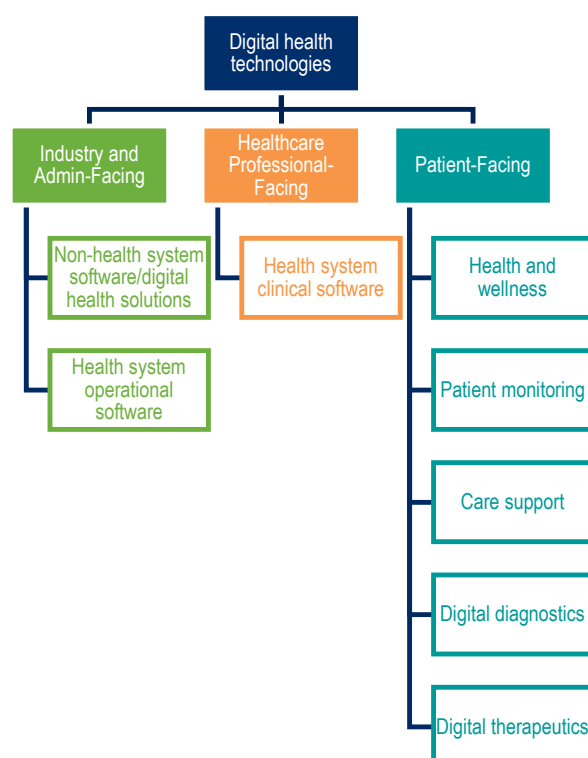 Digital health
technologies
Industry and
Admin-Facing
Healthcare
Professional-
Facing
Patient-Facing
Non-health system
software/digital
health solutions
Health system
operational
software
Health system
clinical software
Health and
wellness
Patient monitoring
Care support
Digital diagnostics
Digital therapeutics